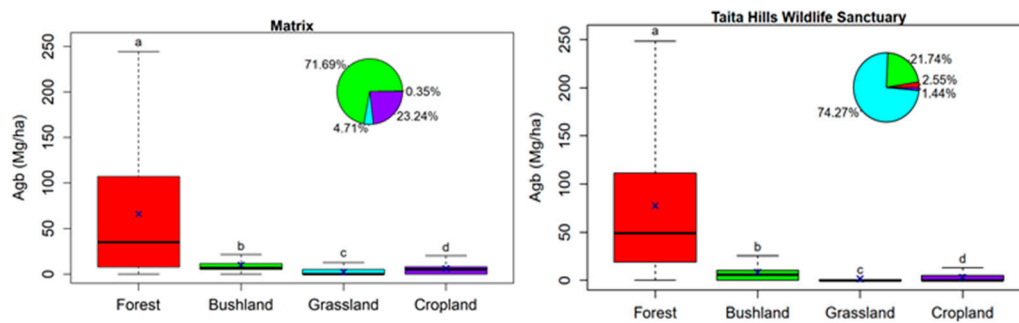 Matrix
Agb (Mg/ha)
250
200
150
100
50
0
a
b
c
d
71.69%
0.35%
4.71%
23.24%
Forest
Bushland
Grassland
Cropland
Taita Hills Wildlife Sanctuary
Agb (Mg/ha)
250
200
150
100
50
0
a
b
c
d
21.74%
2.55%
1.44%
74.27%
Forest
Bushland
Grassland
Cropland